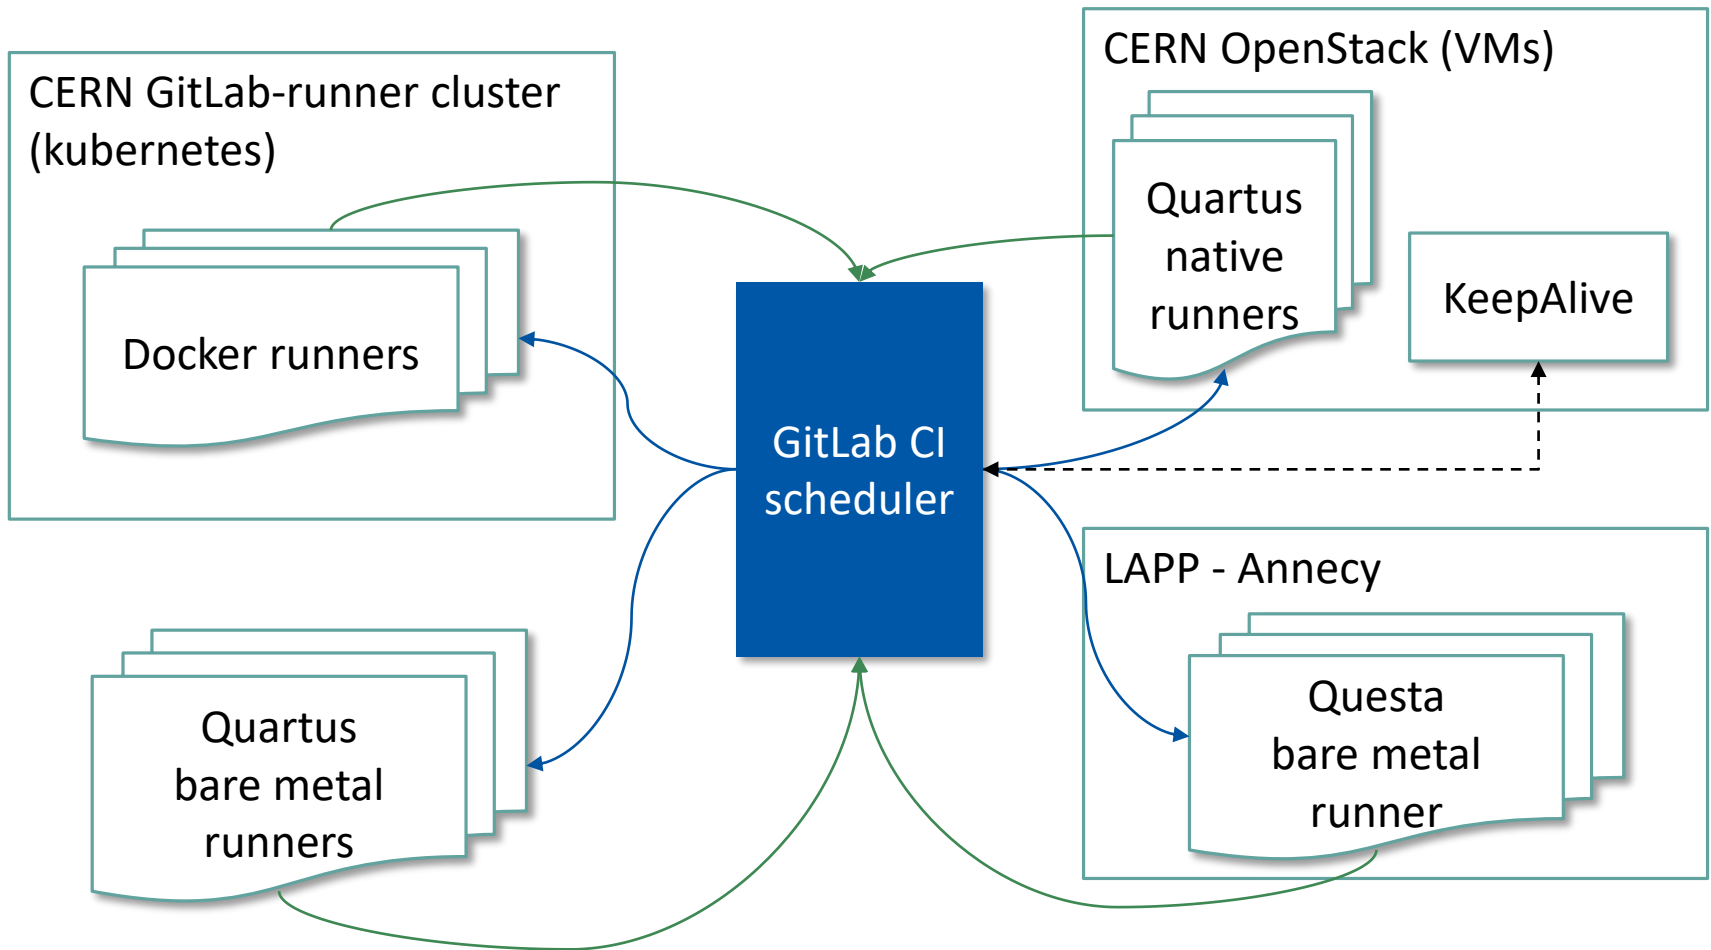 CERN GitLab-runner cluster
(kubernetes)
Docker runners
CERN OpenStack (VMs)
Quartus
native
runners
KeepAlive
GitLab CI
scheduler
Quartus
bare metal
runners
LAPP - Annecy
Questa
bare metal
runner